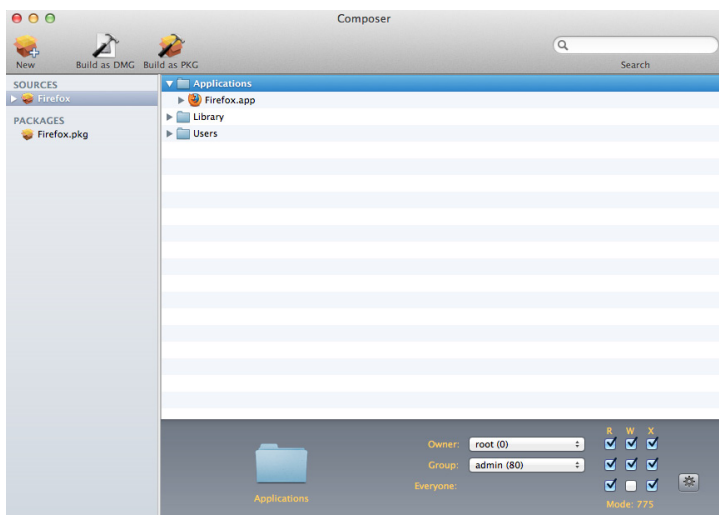 Composer
New Build as DMG Build as PKG Search
SOURCES
Firefox
PACKAGES
Firefox.pkg
Applications
Firefox.app
Library
Users
R W X
Owner: root (0)
Group: admin (80)
Everyone:
Applications
Mode: 775